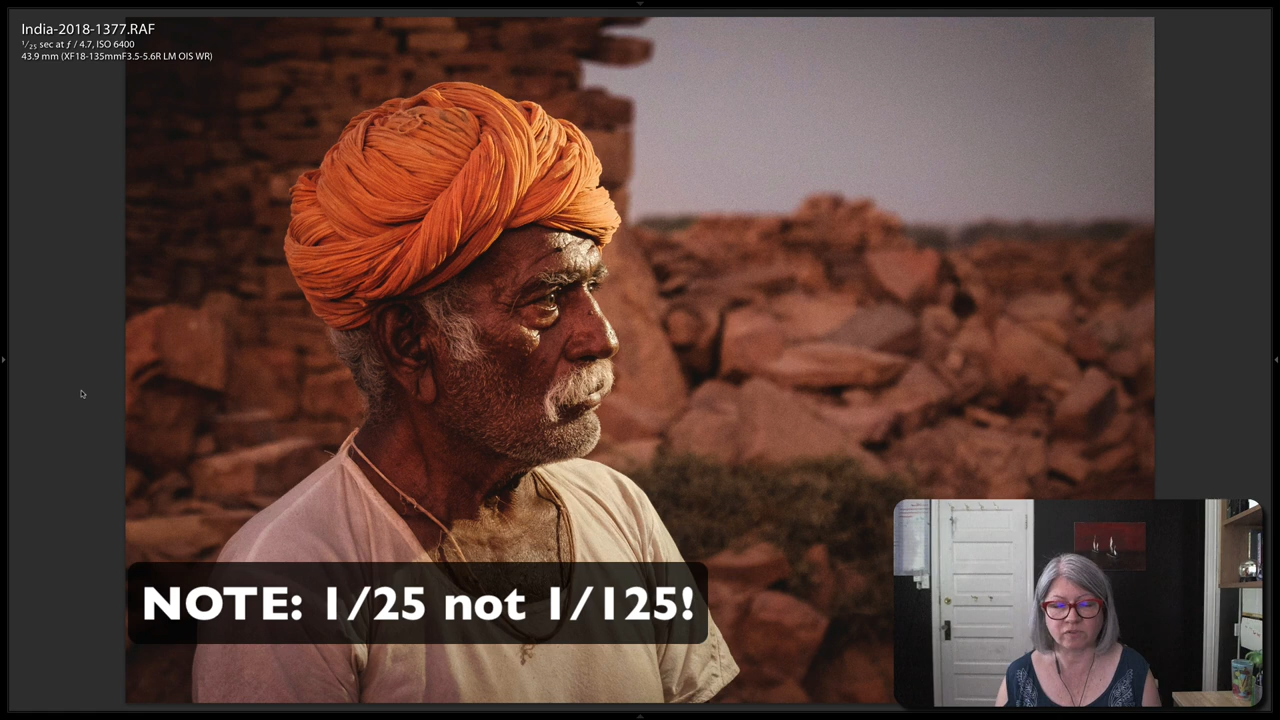 India-2018-1377.RAF
1/25 sec at ƒ / 4.7, ISO 6400
43.9 mm (XF18-135mmF3.5-5.6R LM OIS WR)
NOTE: 1/25 not 1/125!